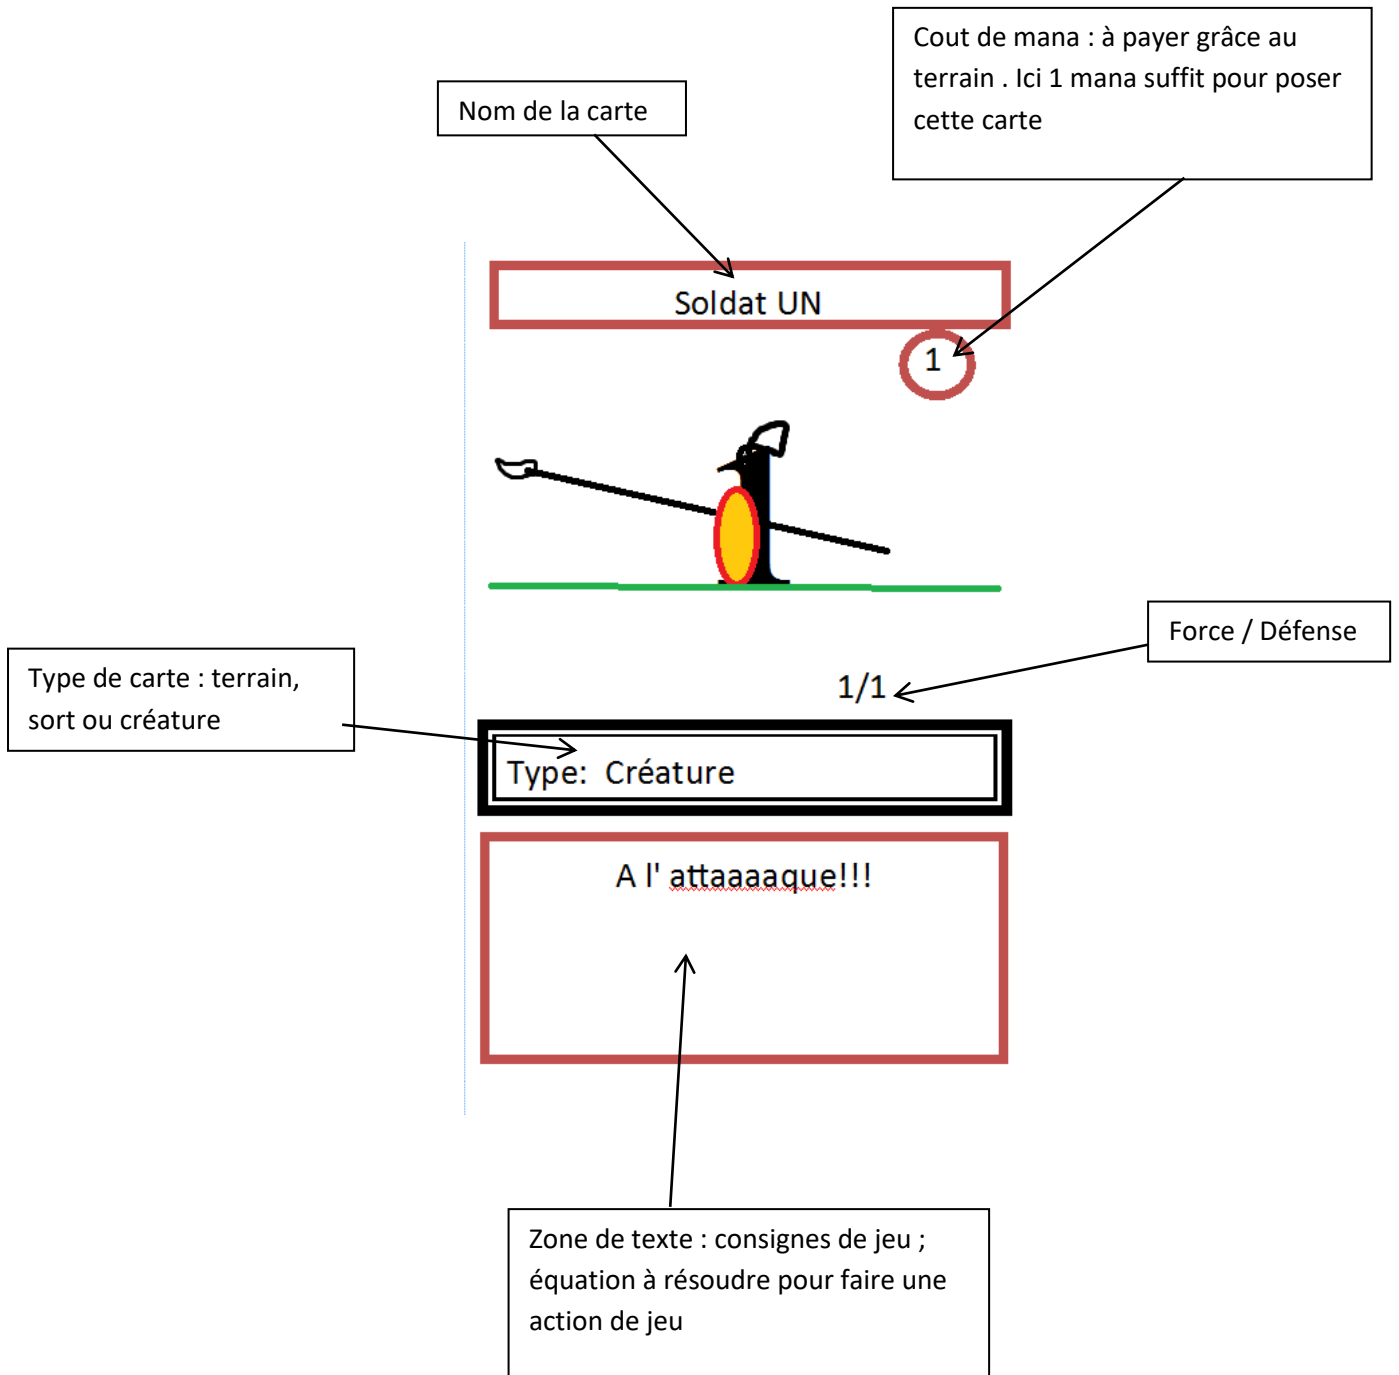 Cout de mana : à payer grâce au
terrain . Ici 1 mana suffit pour poser
cette carte
Nom de la carte
Soldat UN
1
Force / Défense
Type de carte : terrain,
sort ou créature
1/1
Type: Créature
A l' attaaaaque!!!
Zone de texte : consignes de jeu ;
équation à résoudre pour faire une
action de jeu